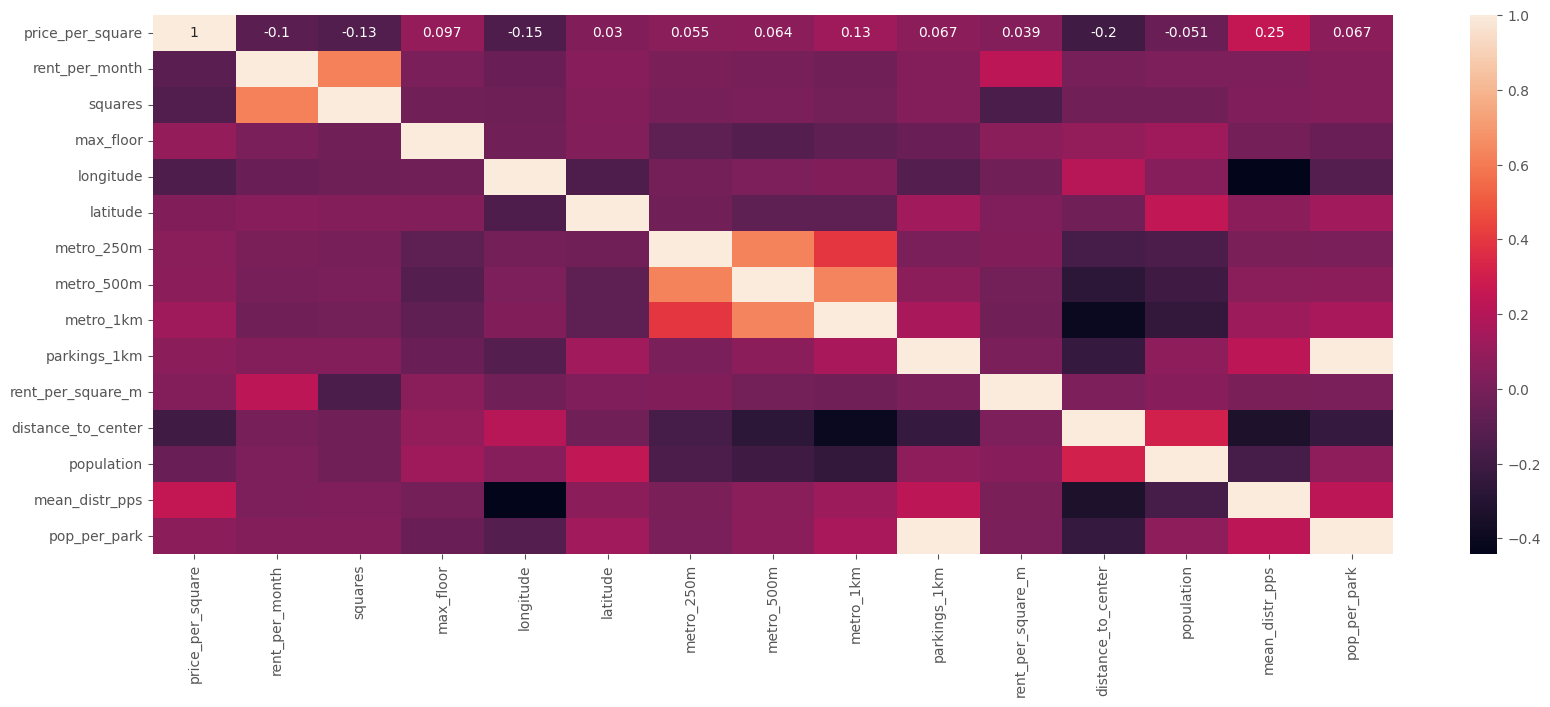 price_per_square 1 -0.1 -0.13 0.097 -0.15 0.03 0.055 0.064 0.13 0.067 0.039 -0.2 -0.051 0.25 0.067
rent_per_month
squares
max_floor
longitude
latitude
metro_250m
metro_500m
metro_1km
parkings_1km
rent_per_square_m
distance_to_center
population
mean_distr_pps
pop_per_park
price_per_square
rent_per_month
squares
max_floor
longitude
latitude
metro_250m
metro_500m
metro_1km
parkings_1km
rent_per_square_m
distance_to_center
population
mean_distr_pps
pop_per_park
1.0
0.8
0.6
0.4
0.2
0.0
−0.2
−0.4